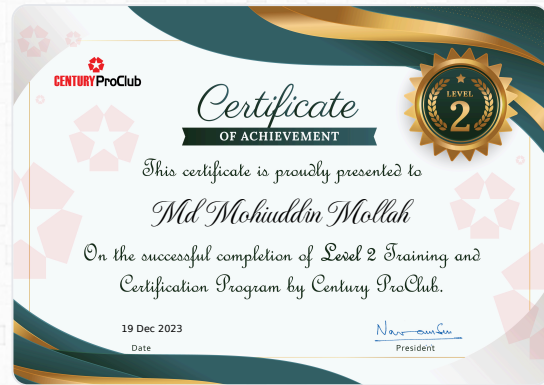 CENTURY ProClub
Certificate
OF ACHIEVEMENT
LEVEL
2
This certificate is proudly presented to
Md Mohiuddin Mollah
On the successful completion of Level 2 Training and
Certification Program by Century ProClub.
19 Dec 2023
Date
President